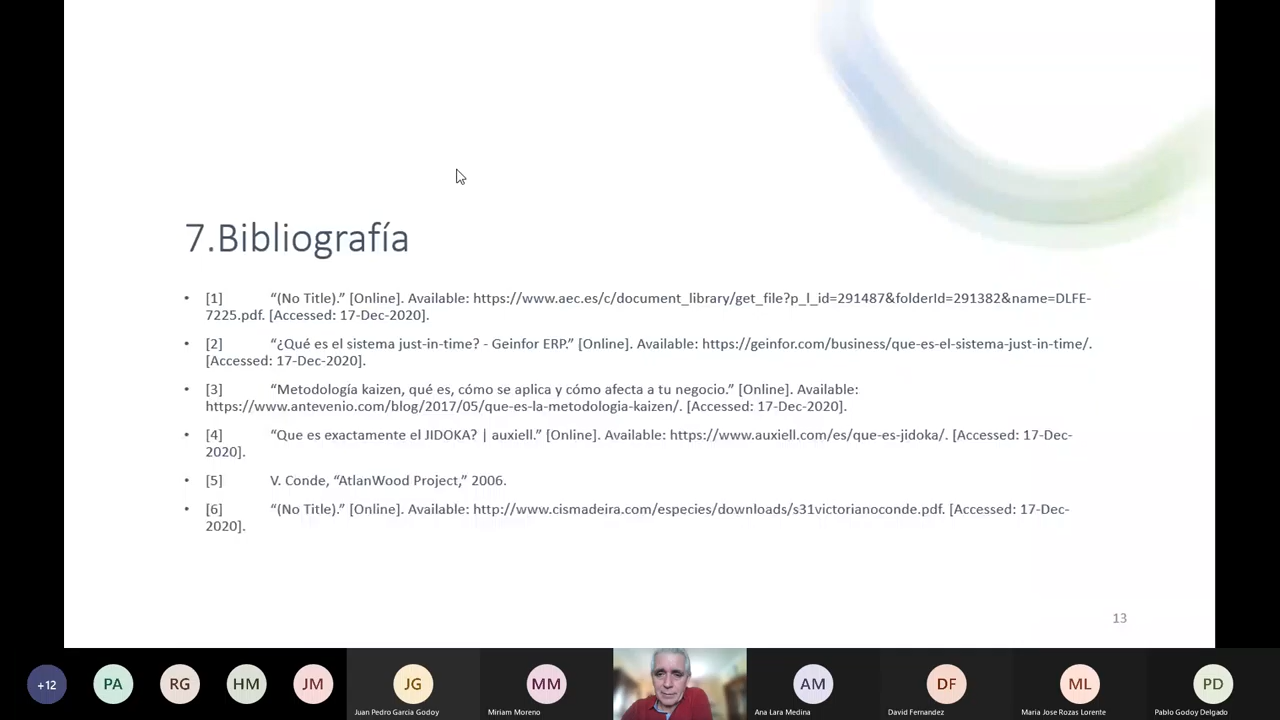 7.Bibliografía
• [1] “(No Title).” [Online]. Available: https://www.aec.es/c/document_library/get_file?p_l_id=291487&folderId=291382&name=DLFE-
7225.pdf. [Accessed: 17-Dec-2020].
• [2] “¿Qué es el sistema just-in-time? - Geinfor ERP.” [Online]. Available: https://geinfor.com/business/que-es-el-sistema-just-in-time/.
[Accessed: 17-Dec-2020].
• [3] “Metodología kaizen, qué es, cómo se aplica y cómo afecta a tu negocio.” [Online]. Available:
https://www.antevenio.com/blog/2017/05/que-es-la-metodologia-kaizen/. [Accessed: 17-Dec-2020].
• [4] “Que es exactamente el JIDOKA? | auxiell.” [Online]. Available: https://www.auxiell.com/es/que-es-jidoka/. [Accessed: 17-Dec-
2020].
• [5] V. Conde, “AtlanWood Project,” 2006.
• [6] “(No Title).” [Online]. Available: http://www.cismadeira.com/especies/downloads/s31victorianoconde.pdf. [Accessed: 17-Dec-
2020].
13
+12 PA RG HM JM JG MM AM DF ML PD
Juan Pedro García Godoy Miriam Moreno Ana Lara Medina David Fernandez Maria Jose Rozas Lorente Pablo Godoy Delgado